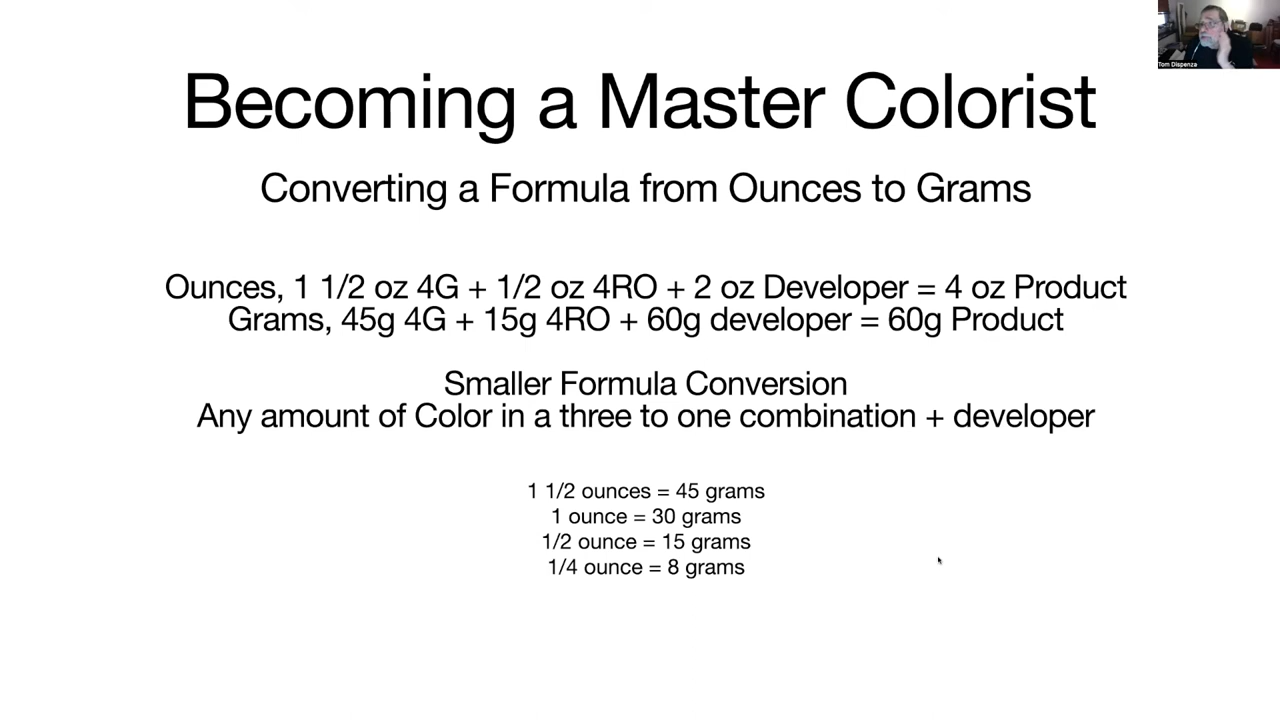 Becoming a Master Colorist
Converting a Formula from Ounces to Grams
Ounces, 1 1/2 oz 4G + 1/2 oz 4RO + 2 oz Developer = 4 oz Product
Grams, 45g 4G + 15g 4RO + 60g developer = 60g Product
Smaller Formula Conversion
Any amount of Color in a three to one combination + developer
1 1/2 ounces = 45 grams
1 ounce = 30 grams
1/2 ounce = 15 grams
1/4 ounce = 8 grams
Tom Dispenza